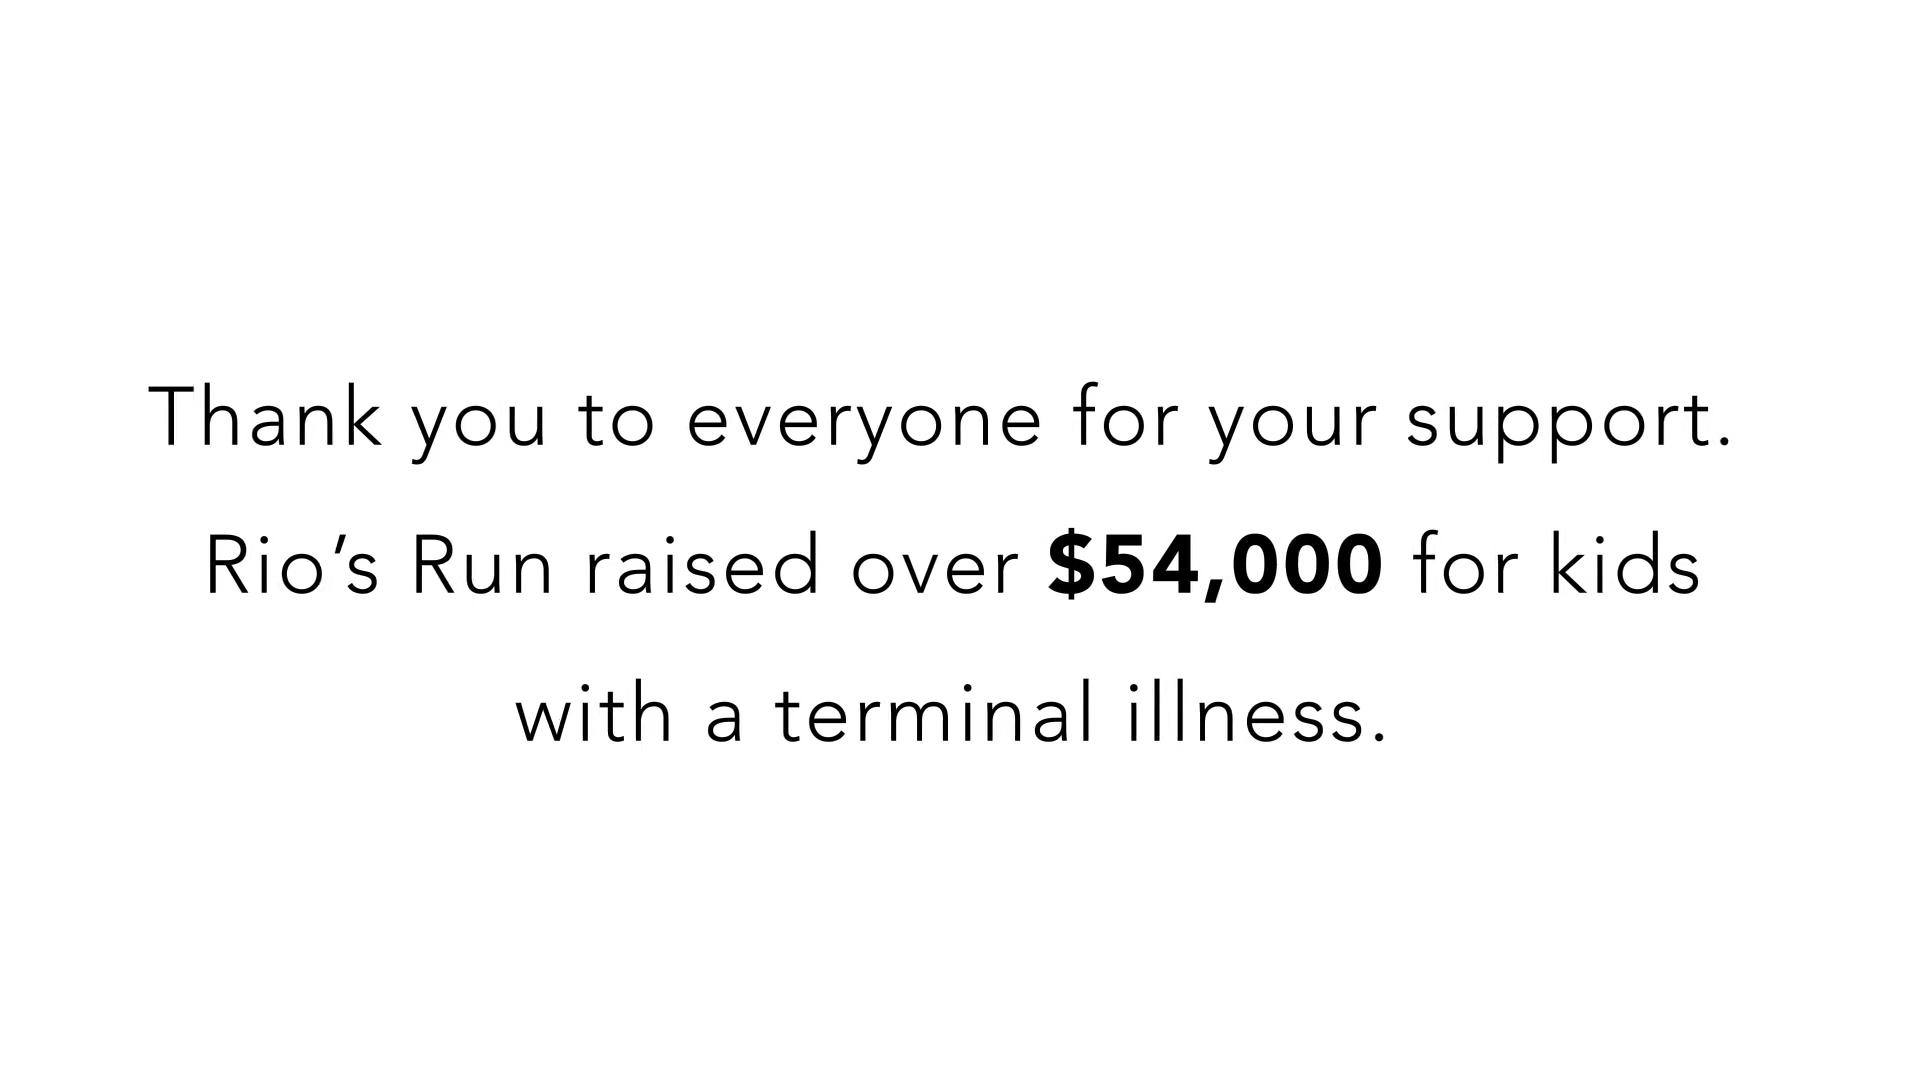 Thank you to everyone for your support.
Rio’s Run raised over $54,000 for kids
with a terminal illness.